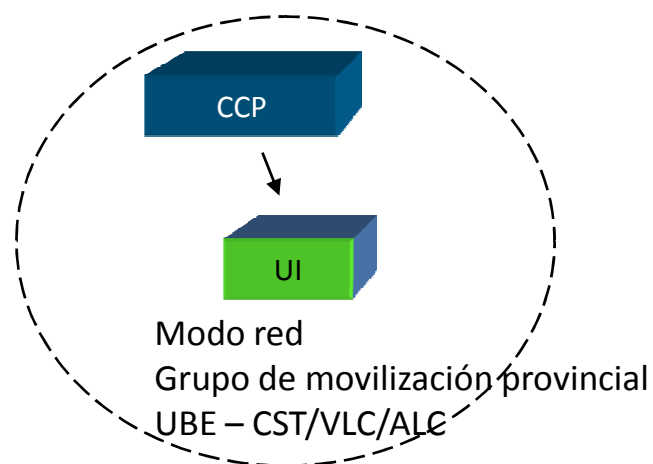 CCP
UI
Modo red
Grupo de movilización provincial
UBE – CST/VLC/ALC